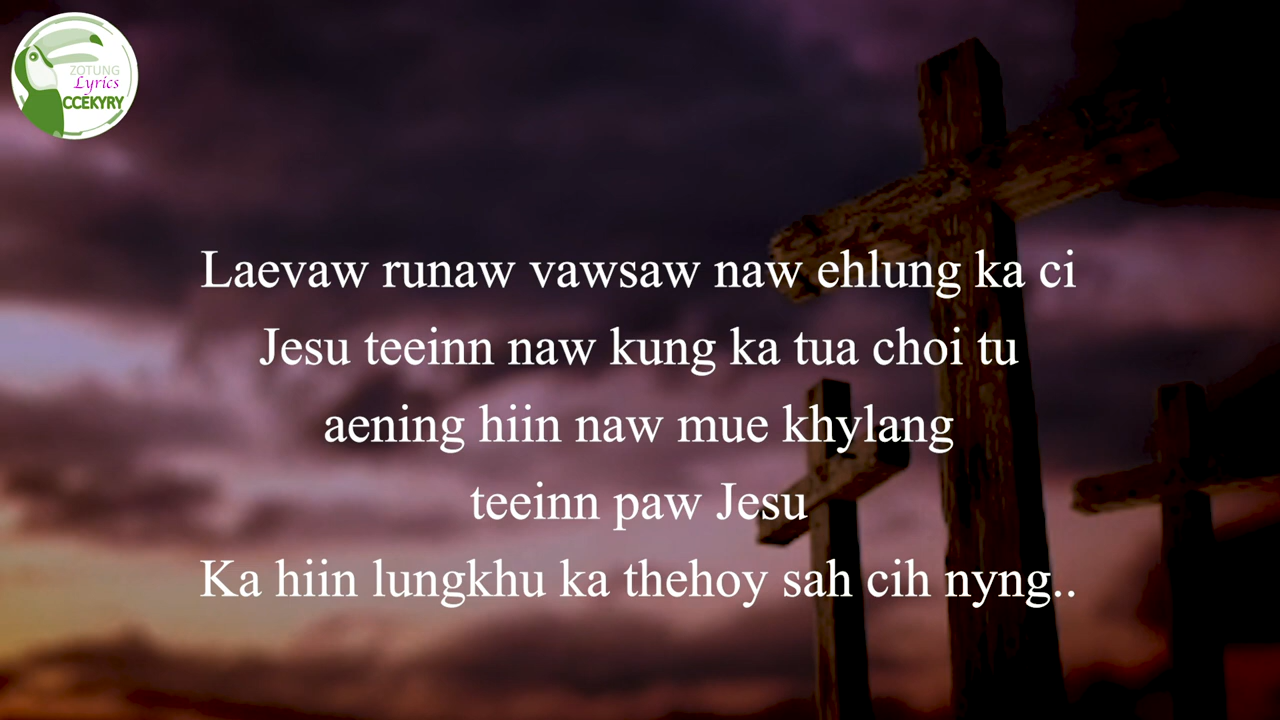 ZOTUNG
Lyrics
CCĒKYRY
Laevaw runaw vawsaw naw ehlung ka ci
Jesu teeinn naw kung ka tua choi tu
aening hiin naw mue khylang
teeinn paw Jesu
Ka hiin lungkhu ka thehoy sah cih nyng..